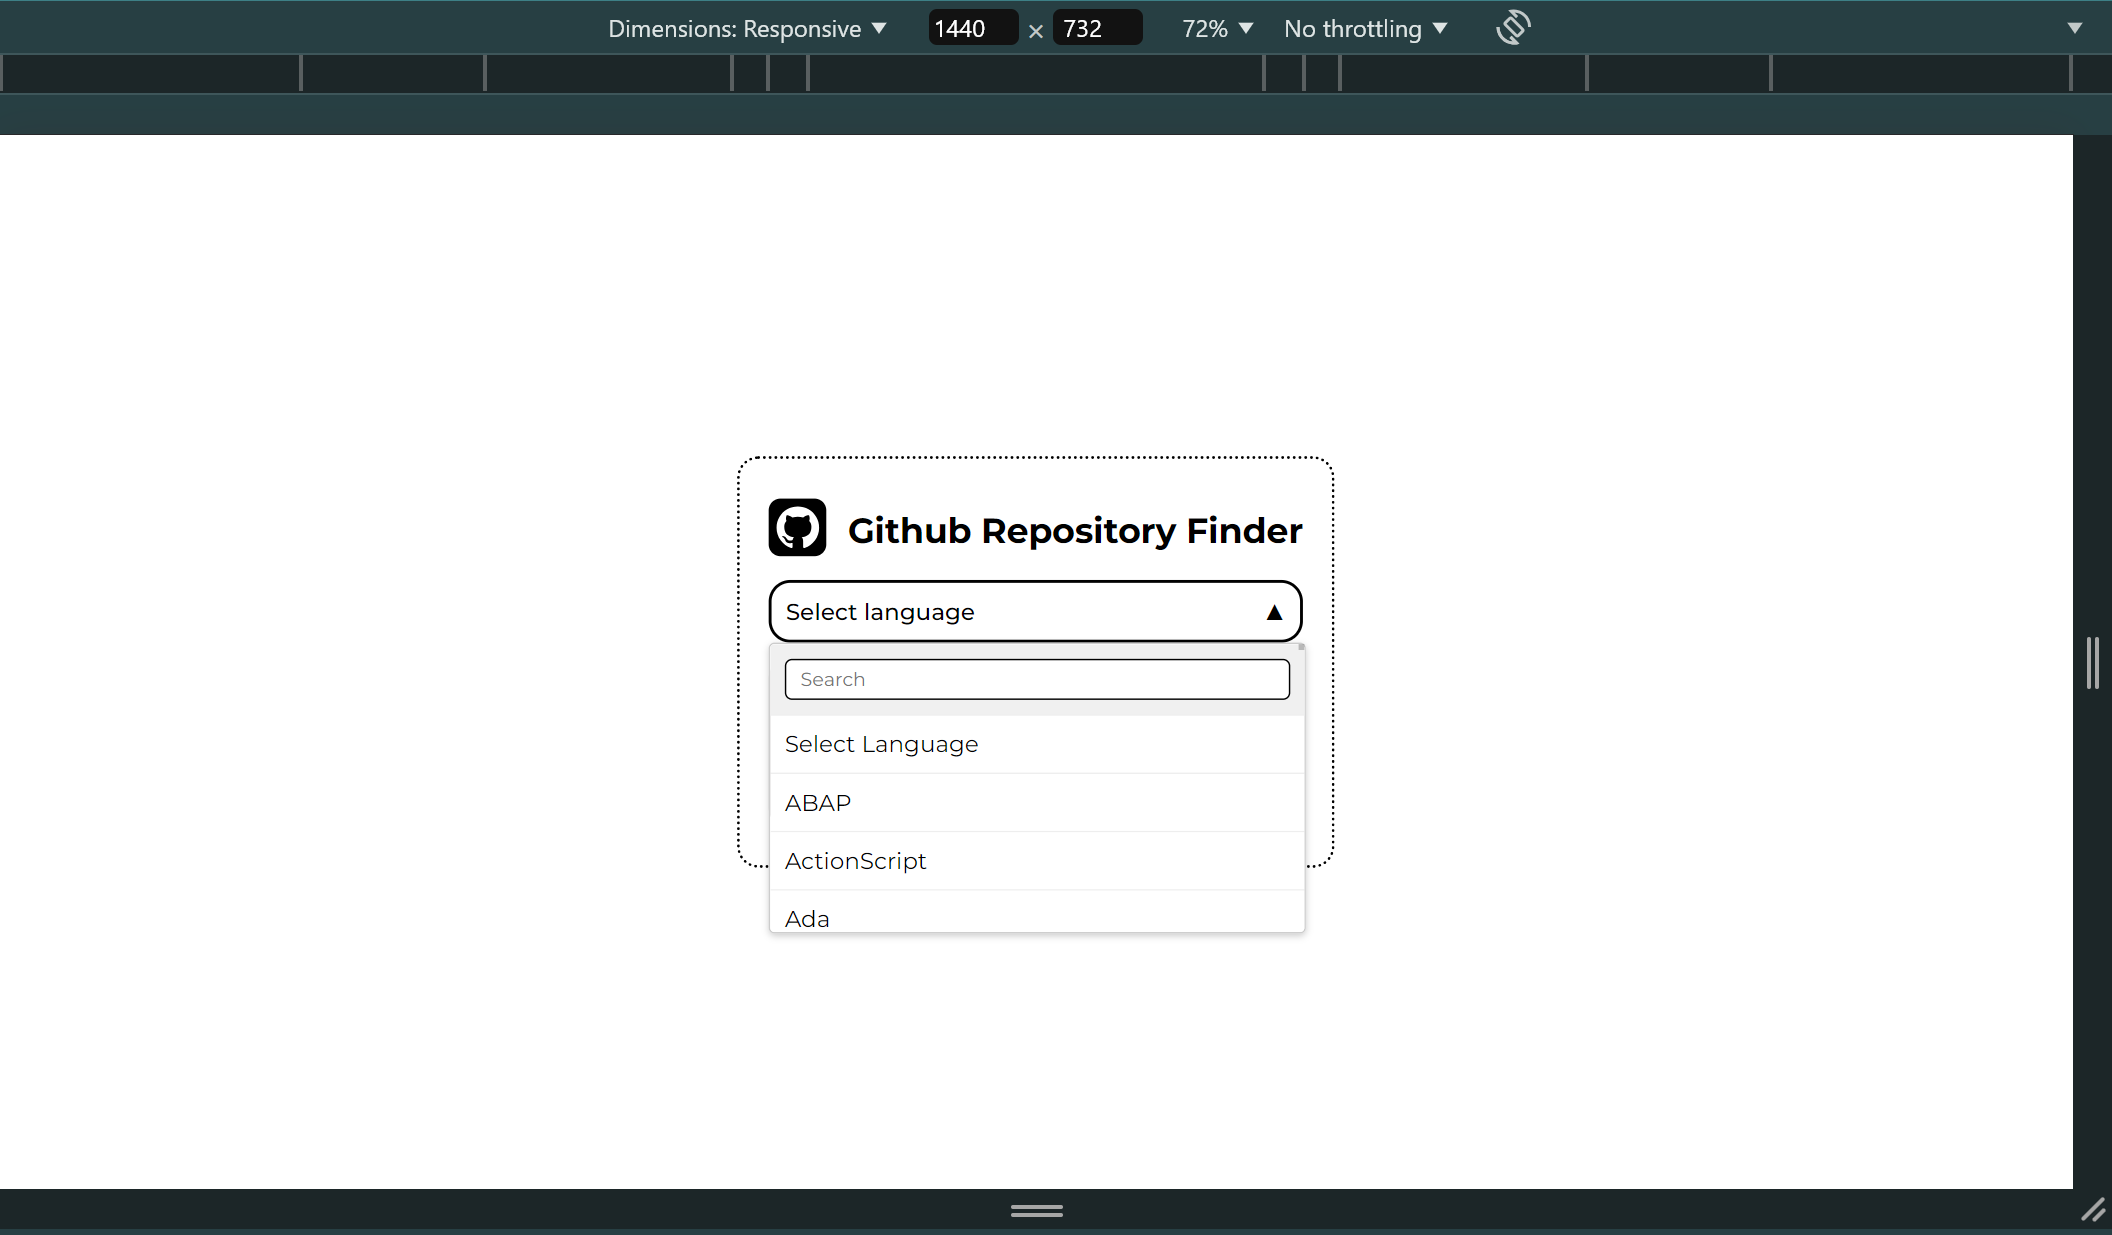 Dimensions: Responsive ▼ 1440 × 732 72% ▼ No throttling ▼
Github Repository Finder
Select language ▲
Search
Select Language
ABAP
ActionScript
Ada